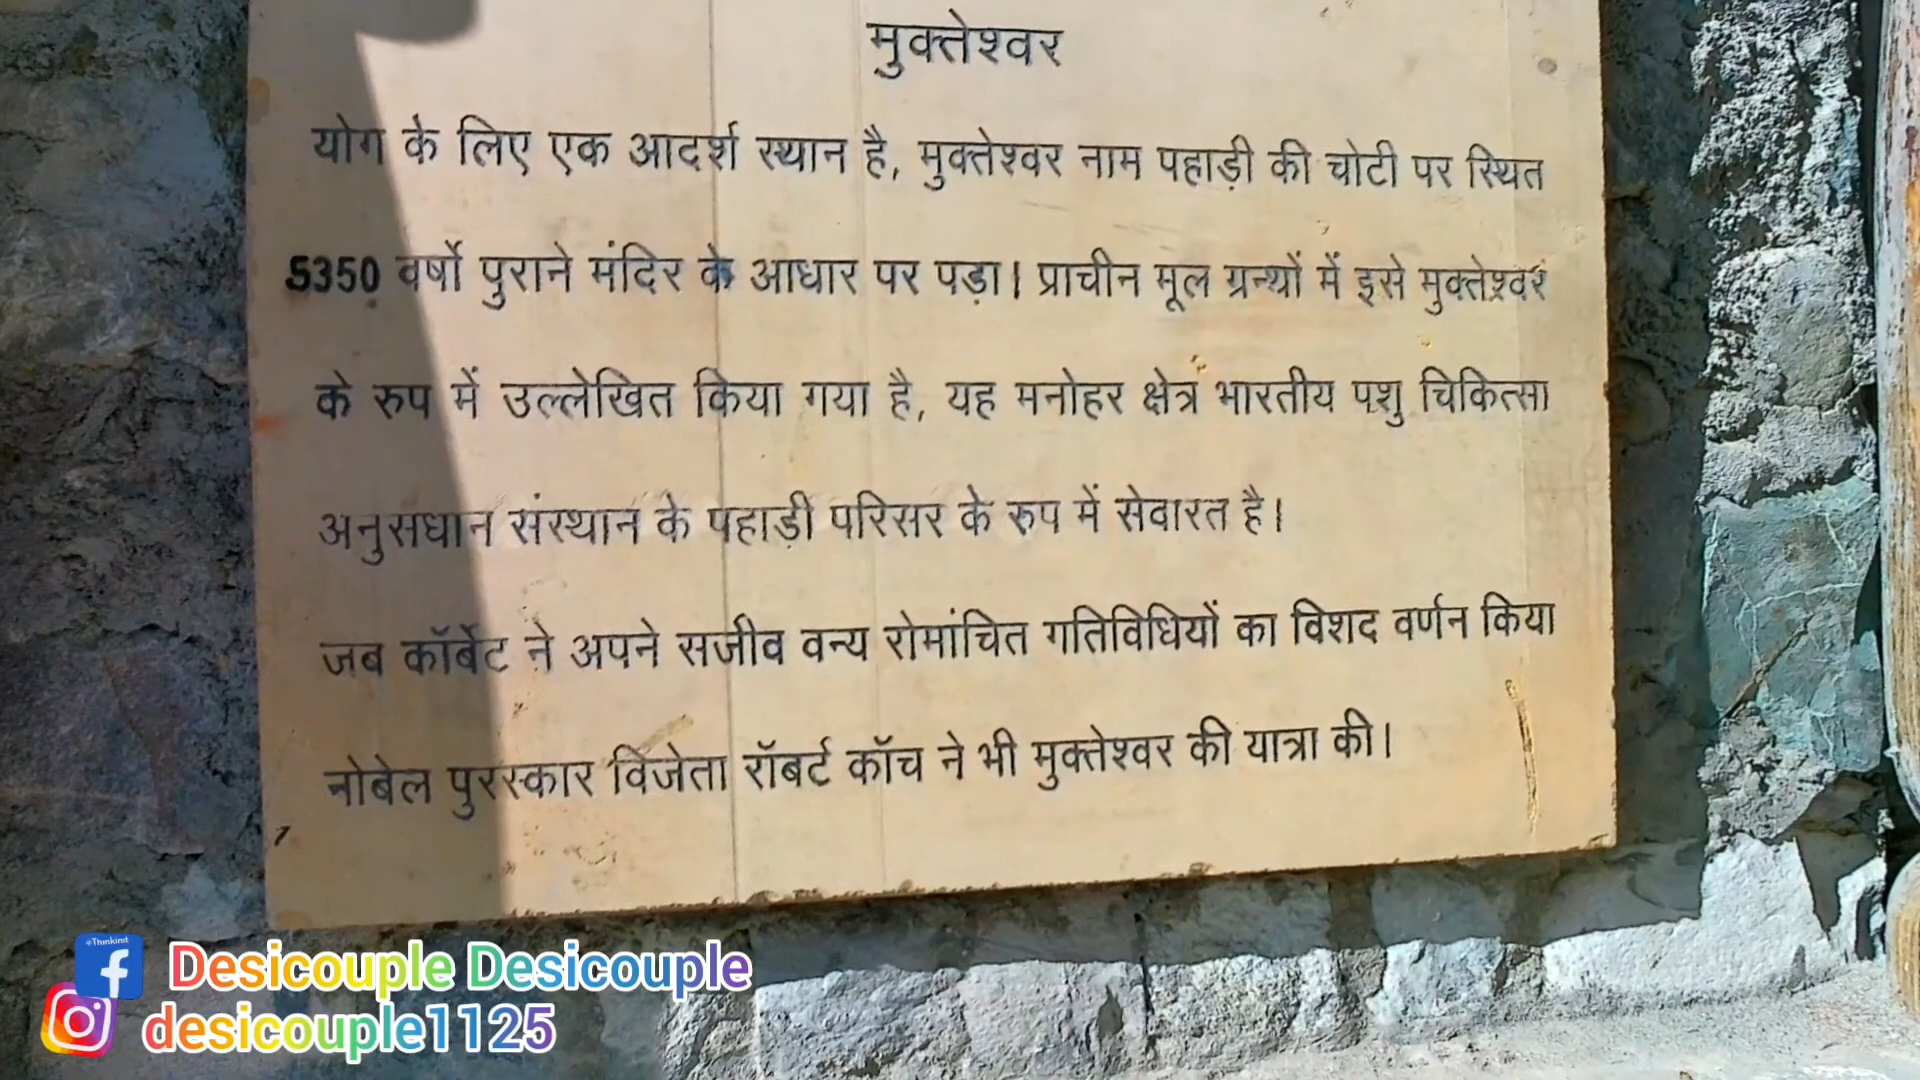 मुक्तेश्वर
योग के लिए एक आदर्श स्थान है, मुक्तेश्वर नाम पहाड़ी की चोटी पर स्थित
5350 वर्षो पुराने मंदिर के आधार पर पड़ा। प्राचीन मूल ग्रन्थों में इसे मुक्तेश्वर
के रुप में उल्लेखित किया गया है, यह मनोहर क्षेत्र भारतीय पशु चिकित्सा
अनुसधान संस्थान के पहाड़ी परिसर के रुप में सेवारत है।
जब कॉर्बेट ने अपने सजीव वन्य रोमांचित गतिविधियों का विशद वर्णन किया
नोबेल पुरस्कार विजेता रॉबर्ट कॉच ने भी मुक्तेश्वर की यात्रा की।
+Thinkinit
Desicouple Desicouple
desicouple1125